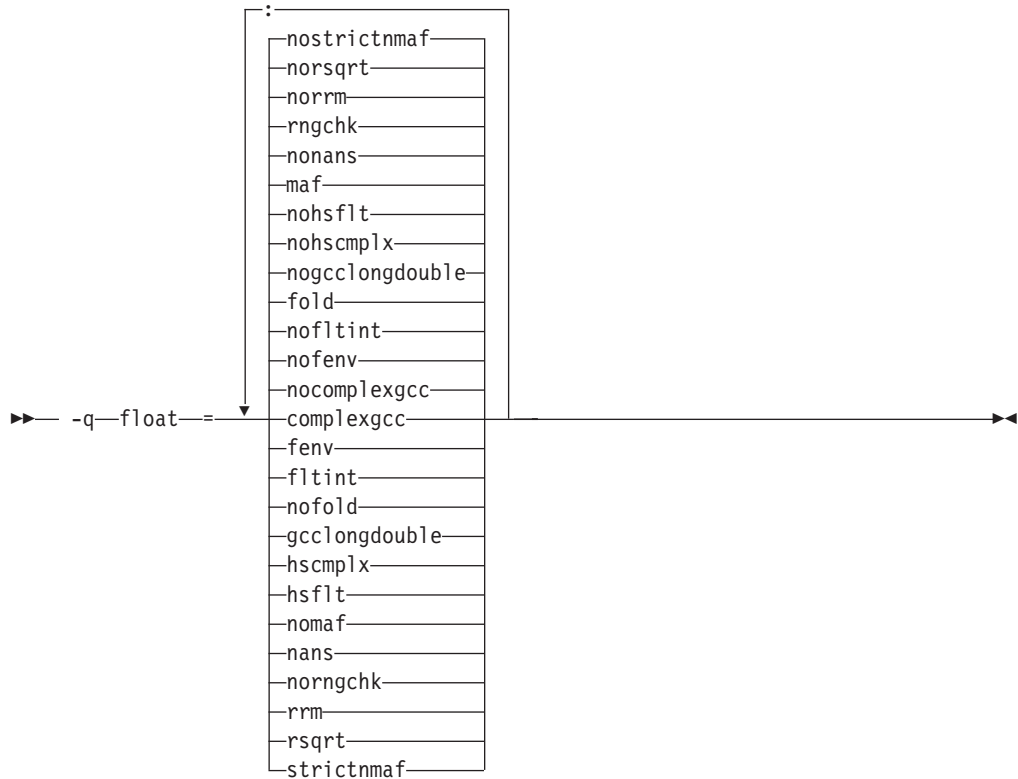 :
nostrictnmaf
norsqrt
norrm
rngchk
nonans
maf
nohsflt
nohscmplx
nogcclongdouble
fold
nofltint
nofenv
nocomplexgcc
-q float = complexgcc
fenv
fltint
nofold
gcclongdouble
hscmplx
hsflt
nomaf
nans
norngchk
rrm
rsqrt
strictnmaf